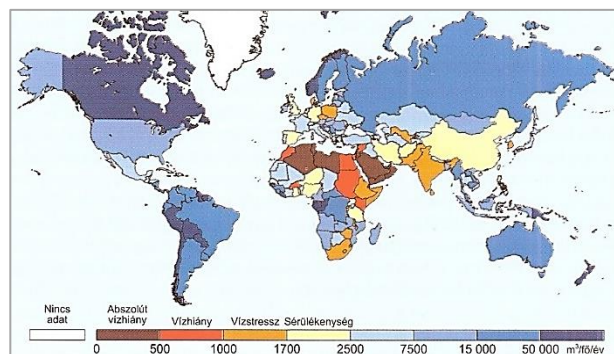 Nincs adat
Abszolút vízhiány
Vízhiány
Vízstressz
Sérülékenység
0
500
1000
1700
2500
7500
15 000
50 000
m³/fő/év